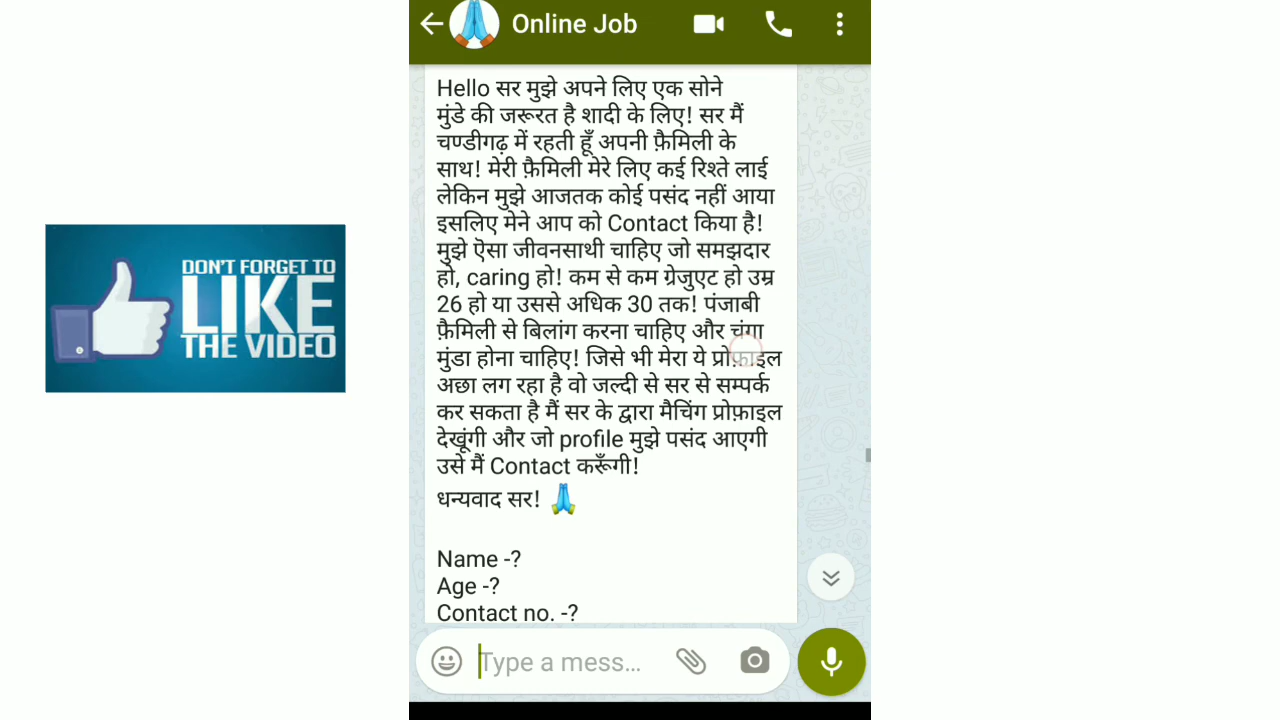 Online Job
Hello सर मुझे अपने लिए एक सोने
मुंडे की जरूरत है शादी के लिए! सर मैं
चण्डीगढ़ में रहती हूँ अपनी फ़ैमिली के
साथ! मेरी फ़ैमिली मेरे लिए कई रिश्ते लाई
लेकिन मुझे आजतक कोई पसंद नहीं आया
इसलिए मेने आप को Contact किया है!
मुझे ऎसा जीवनसाथी चाहिए जो समझदार
हो, caring हो! कम से कम ग्रेजुएट हो उम्र
26 हो या उससे अधिक 30 तक! पंजाबी
फ़ैमिली से बिलांग करना चाहिए और चंगा
मुंडा होना चाहिए! जिसे भी मेरा ये प्रोफ़ाइल
अछा लग रहा है वो जल्दी से सर से सम्पर्क
कर सकता है मैं सर के द्वारा मैचिंग प्रोफ़ाइल
देखूंगी और जो profile मुझे पसंद आएगी
उसे मैं Contact करूँगी!
धन्यवाद सर!
Name -?
Age -?
Contact no. -?
Type a mess...
DON'T FORGET TO
LIKE
THE VIDEO